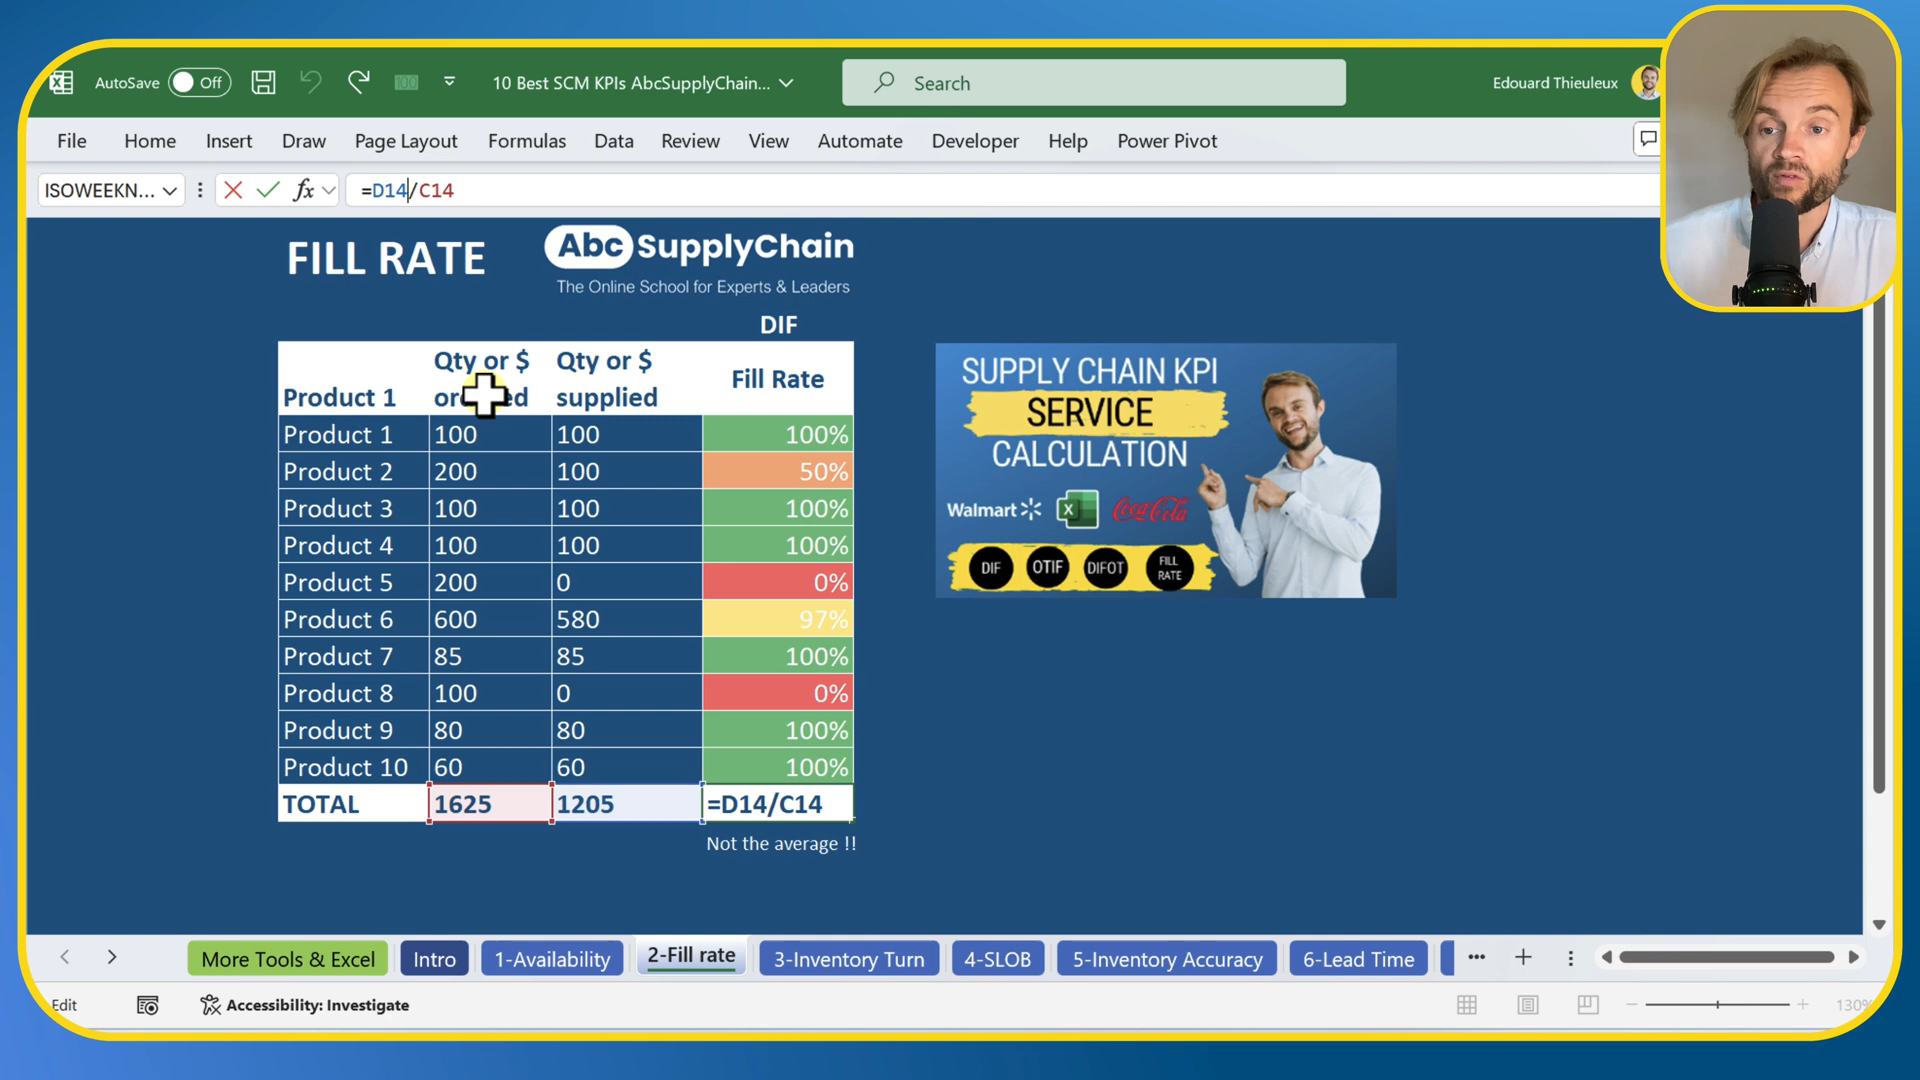 AutoSave Off 10 Best SCM KPIs AbcSupplyChain... Search Edouard Thieuleux
File Home Insert Draw Page Layout Formulas Data Review View Automate Developer Help Power Pivot
ISOWEEKN... fx =D14/C14
FILL RATE
Abc SupplyChain
The Online School for Experts & Leaders
DIF
Product 1 Qty or $ ordered Qty or $ supplied Fill Rate
Product 1 100 100 100%
Product 2 200 100 50%
Product 3 100 100 100%
Product 4 100 100 100%
Product 5 200 0 0%
Product 6 600 580 97%
Product 7 85 85 100%
Product 8 100 0 0%
Product 9 80 80 100%
Product 10 60 60 100%
TOTAL 1625 1205 =D14/C14
Not the average !!
SUPPLY CHAIN KPI
SERVICE
CALCULATION
Walmart Coca-Cola
DIF OTIF DIFOT FILL RATE
More Tools & Excel Intro 1-Availability 2-Fill rate 3-Inventory Turn 4-SLOB 5-Inventory Accuracy 6-Lead Time
Edit Accessibility: Investigate 130%